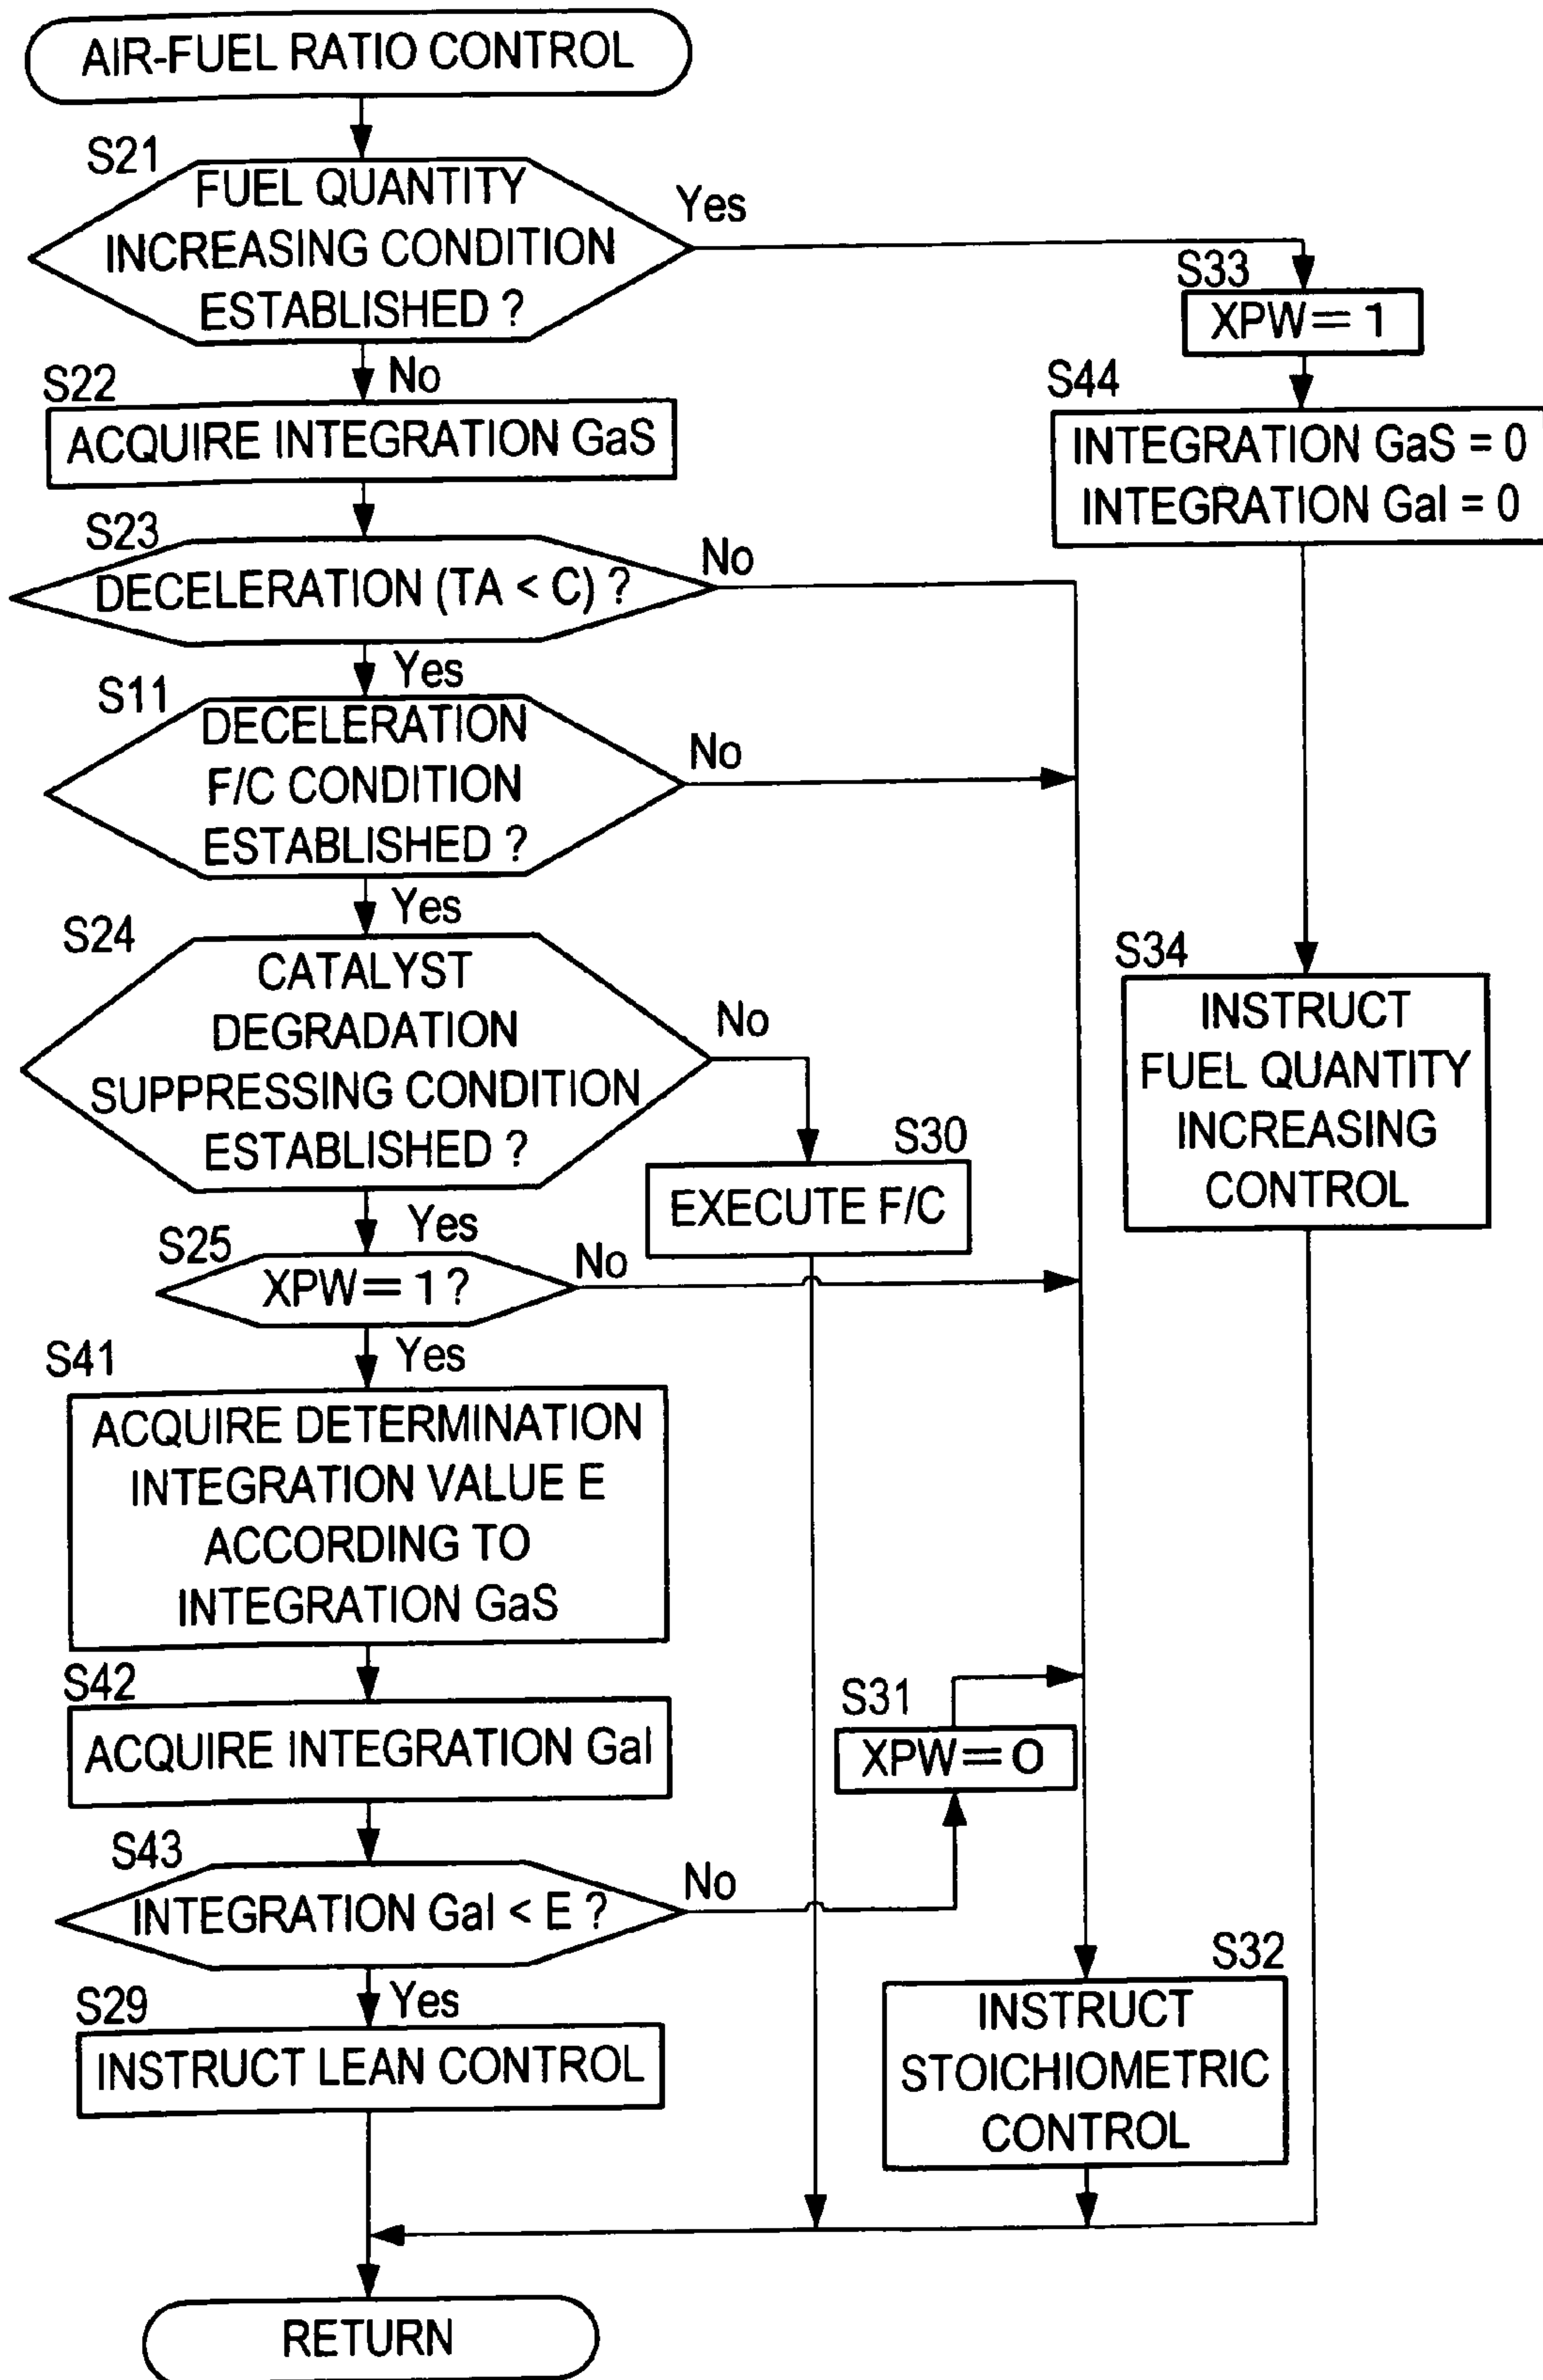 AIR-FUEL RATIO CONTROL
S21
FUEL QUANTITY
INCREASING CONDITION
ESTABLISHED ?
Yes
No
S33
XPW=1
S44
INTEGRATION GaS = 0
INTEGRATION Gal = 0
S22
ACQUIRE INTEGRATION GaS
S23
DECELERATION (TA < C) ?
No
Yes
S11
DECELERATION
F/C CONDITION
ESTABLISHED ?
No
Yes
S24
CATALYST
DEGRADATION
SUPPRESSING CONDITION
ESTABLISHED ?
No
Yes
S34
INSTRUCT
FUEL QUANTITY
INCREASING
CONTROL
S30
EXECUTE F/C
S25
XPW=1?
No
Yes
S41
ACQUIRE DETERMINATION
INTEGRATION VALUE E
ACCORDING TO
INTEGRATION GaS
S42
ACQUIRE INTEGRATION Gal
S31
XPW=0
S43
INTEGRATION Gal < E ?
No
Yes
S29
INSTRUCT LEAN CONTROL
S32
INSTRUCT
STOICHIOMETRIC
CONTROL
RETURN